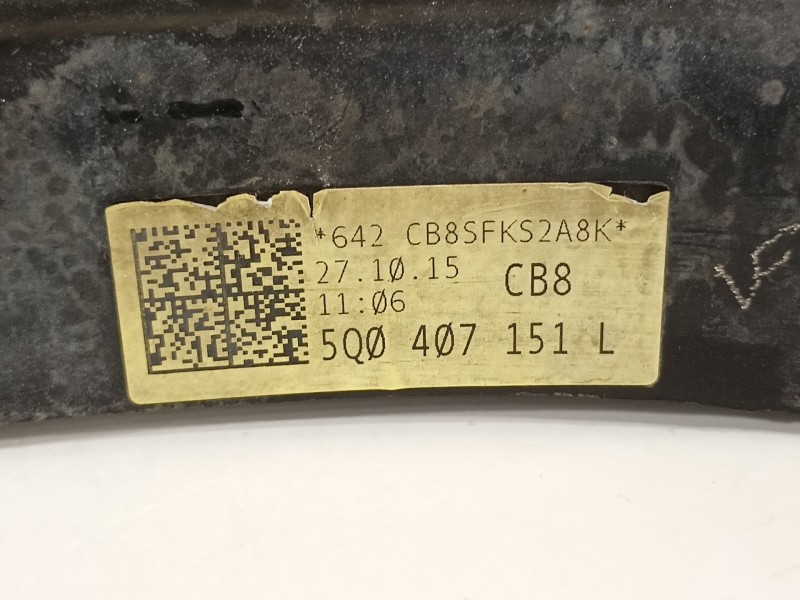 *642 CB8SFKS2A8K*
27.10.15
CB8
11:06
5Q0 407 151 L